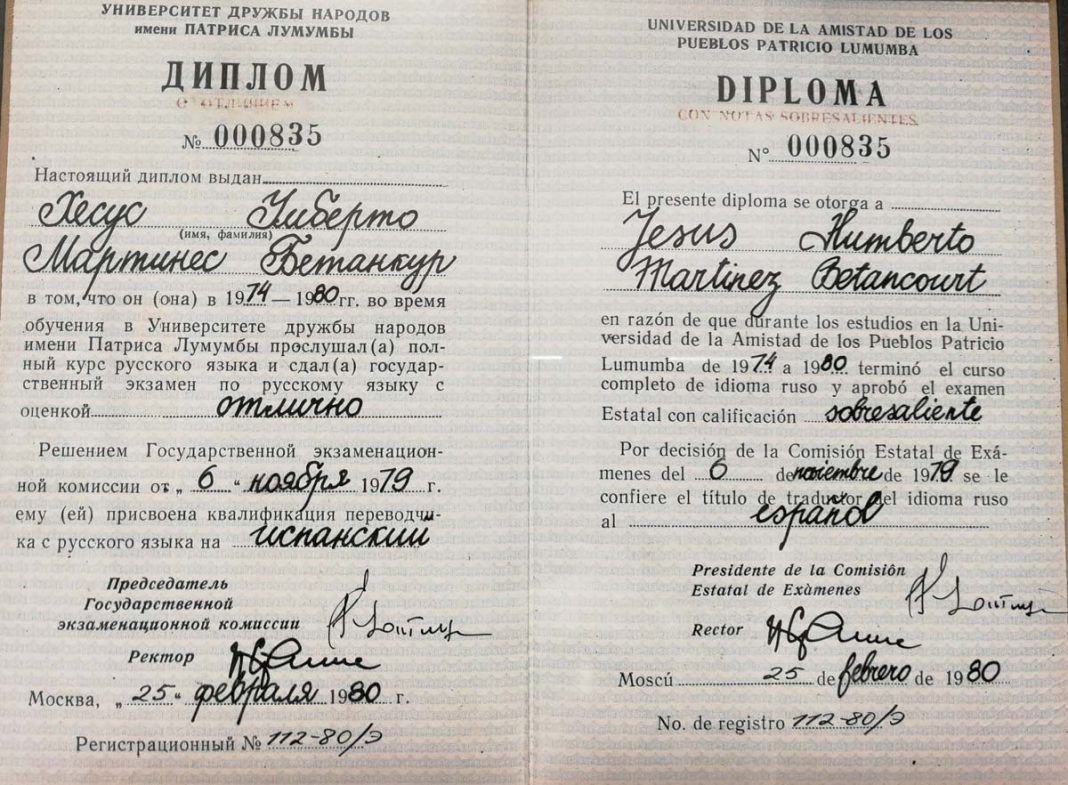 УНИВЕРСИТЕТ ДРУЖБЫ НАРОДОВ
имени ПАТРИСА ЛУМУМБЫ
ДИПЛОМ
С ОТЛИЧИЕМ
№ 000835
Настоящий диплом выдан
Хесус Умберто
(имя, фамилия)
Мартинес Бетанкур
в том, что он (она) в 1974—1980 гг. во время
обучения в Университете дружбы народов
имени Патриса Лумумбы прослушал(а) пол-
ный курс русского языка и сдал(а) государ-
ственный экзамен по русскому языку с
оценкой отлично
Решением Государственной экзаменацион-
ной комиссии от „6“ ноября 1979 г.
ему (ей) присвоена квалификация переводчи-
ка с русского языка на испанский
Председатель
Государственной
экзаменационной комиссии
Ректор
Москва, „25“ февраля 1980 г.
Регистрационный № 112-80/Э
UNIVERSIDAD DE LA AMISTAD DE LOS
PUEBLOS PATRICIO LUMUMBA
DIPLOMA
CON NOTAS SOBRESALIENTES
N° 000835
El presente diploma se otorga a
Jesus Humberto
Martinez Betancourt
en razón de que durante los estudios en la Uni-
versidad de la Amistad de los Pueblos Patricio
Lumumba de 1974 a 1980 terminó el curso
completo de idioma ruso y aprobó el examen
Estatal con calificación sobresaliente
Por decisión de la Comisión Estatal de Exá-
menes del 6 de noviembre de 1979 se le
confiere el título de traductor del idioma ruso
al español
Presidente de la Comisión
Estatal de Exàmenes
Rector
Moscú 25 de febrero de 1980
No. de registro 112-80/Э